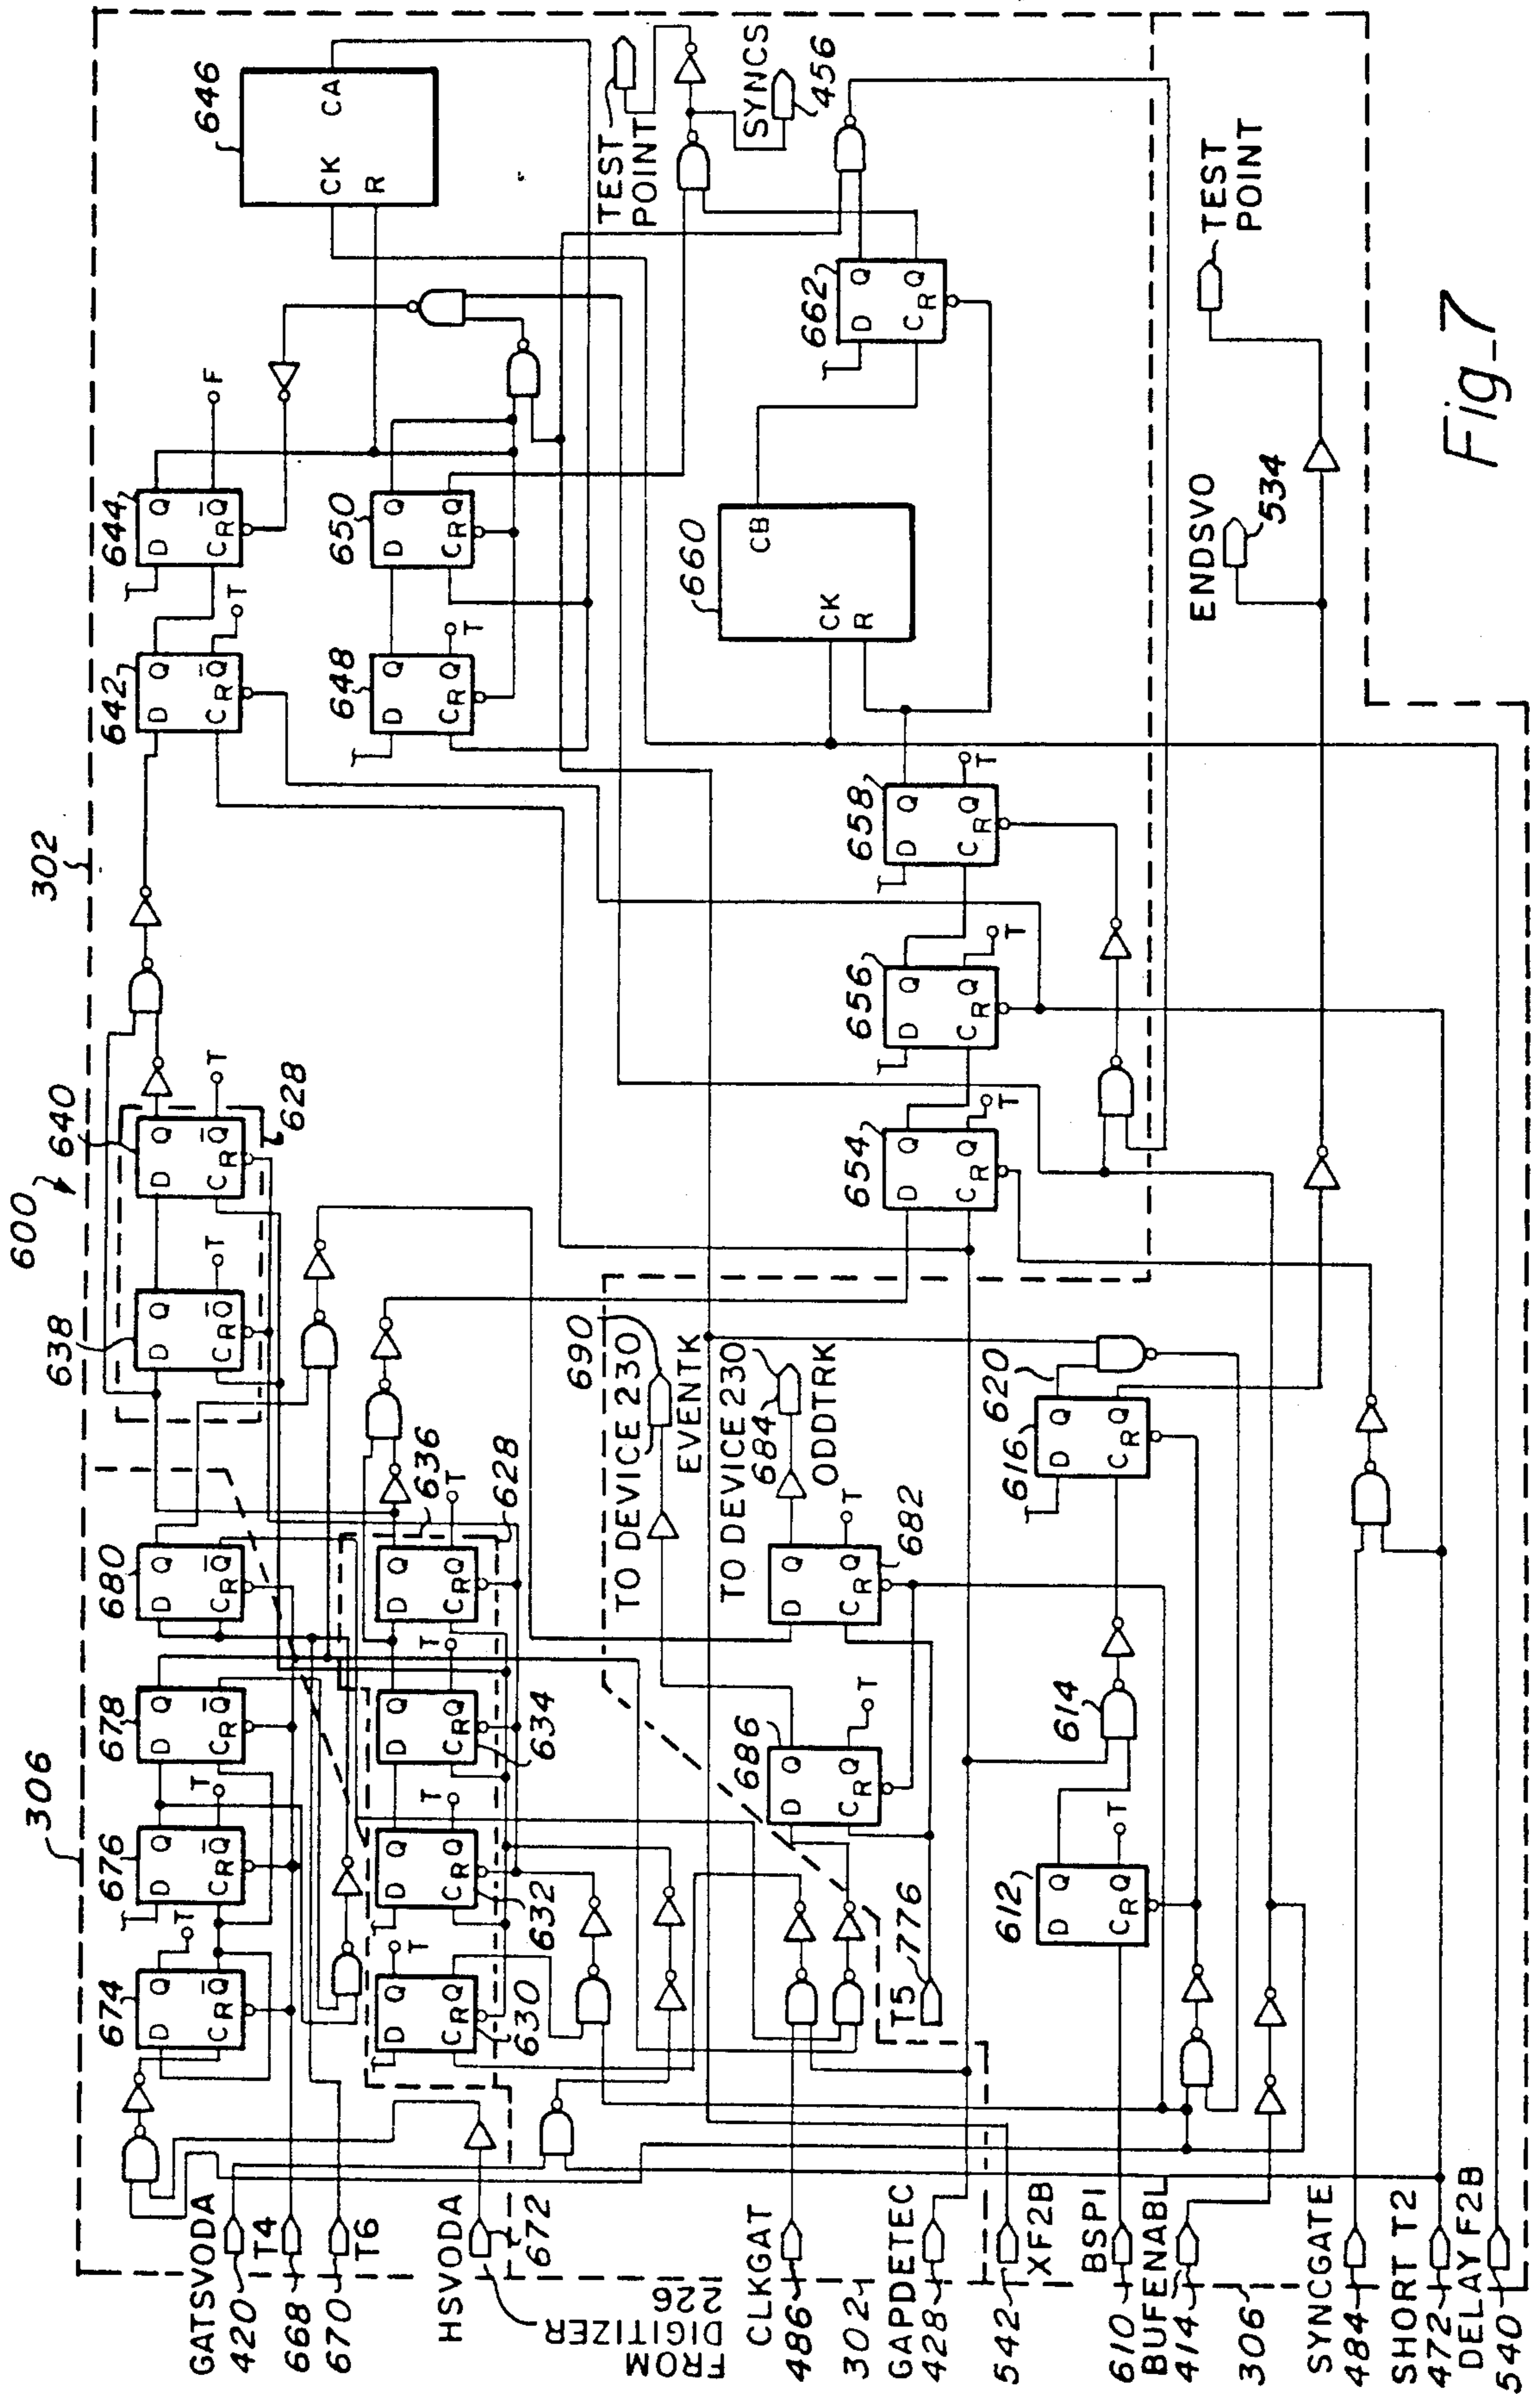 600
302
306
646
CK CA
R
644
D Q
C R Q̅
F
642
D Q
C R Q̅
T
640
D Q
C R Q̅
T
628
638
D Q
C R Q̅
T
680
D Q
C R Q̅
678
D Q
C R Q̅
676
D Q
C R Q̅
T
674
D Q
C R Q̅
T
650
D Q
C R Q
648
D Q
C R Q
T
636
D Q
C R Q
T
628
634
D Q
C R Q
T
632
D Q
C R Q
T
630
D Q
C R Q
T
TEST
POINT
SYNCS
456
662
D Q
C R Q
660
CK CB
R
658
D Q
C R Q
T
656
D Q
C R Q
T
654
D Q
C R Q
T
TO DEVICE 230
690
EVENTK
TO DEVICE 230
684
ODDTRK
682
D Q
C R Q
T
686
D Q
C R Q
T
T5
776
616
D Q
C R Q
620
614
612
D Q
C R Q
T
TEST
POINT
ENDSVO
534
GATSVODA
420
T4
668
T6
670
HSVODA
672
FROM
DIGITIZER
226
CLKGAT
486
302
GAPDETEC
428
XF2B
542
BSPI
610
BUFENABL
414
306
SYNCGATE
484
SHORT T2
472
DELAY F2B
540
Fig_7